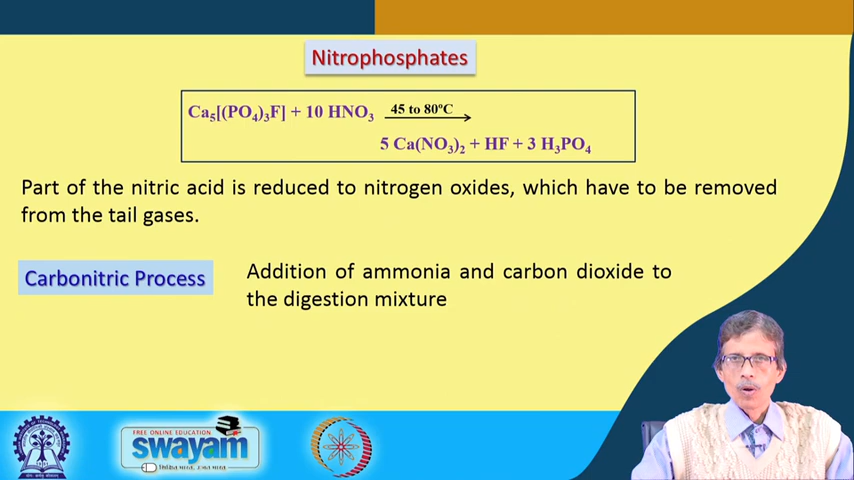 Nitrophosphates
Ca₅[(PO₄)₃F] + 10 HNO₃
45 to 80°C
5 Ca(NO₃)₂ + HF + 3 H₃PO₄
Part of the nitric acid is reduced to nitrogen oxides, which have to be removed
from the tail gases.
Carbonitric Process
Addition of ammonia and carbon dioxide to
the digestion mixture
FREE ONLINE EDUCATION
swayam